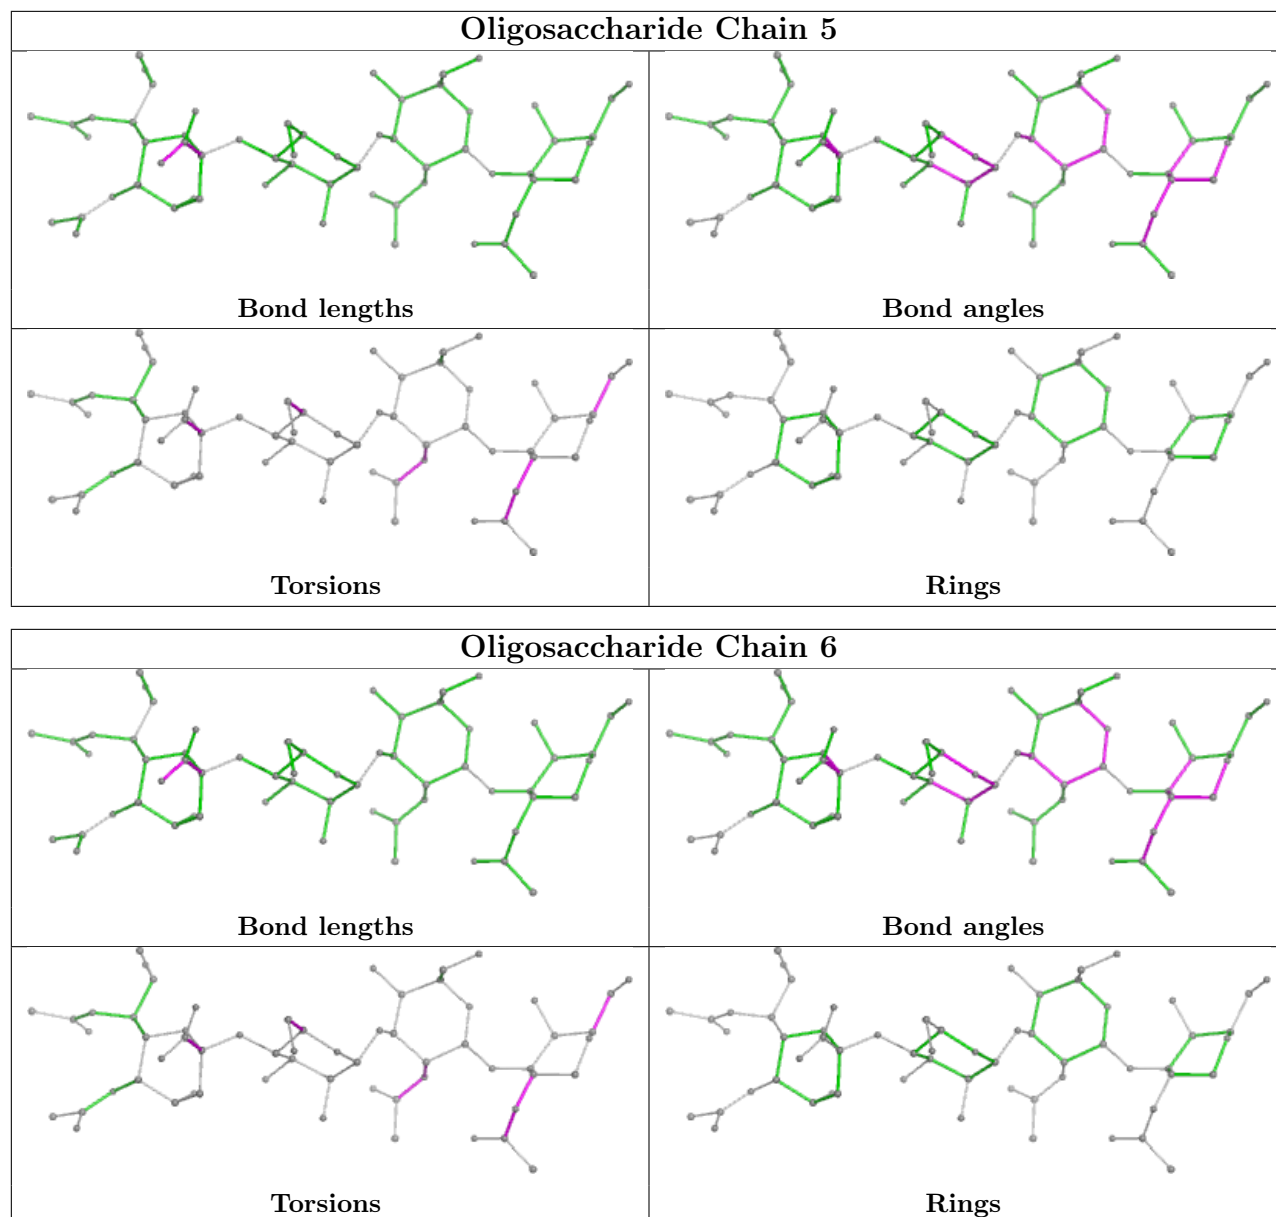 Oligosaccharide Chain 5
Bond lengths
Bond angles
Torsions
Rings
Oligosaccharide Chain 6
Bond lengths
Bond angles
Torsions
Rings